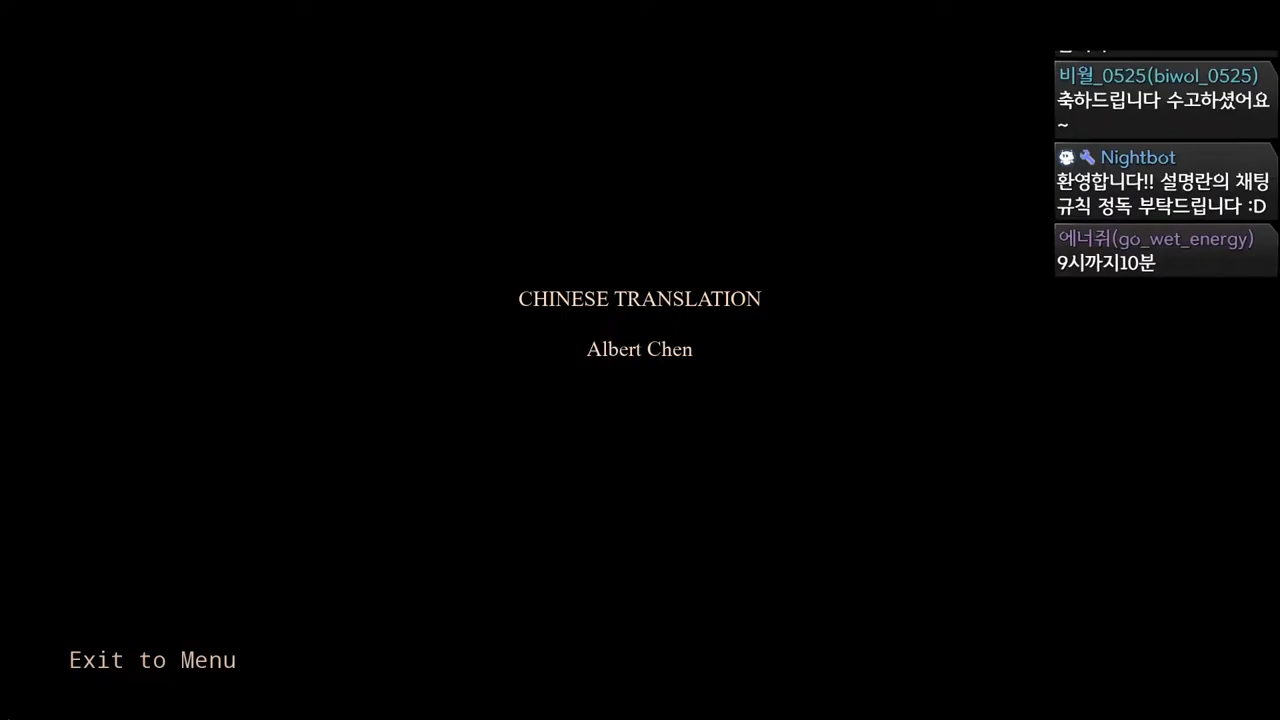 비월_0525(biwol_0525)
축하드립니다 수고하셨어요
~
Nightbot
환영합니다!! 설명란의 채팅
규칙 정독 부탁드립니다 :D
에너쥐(go_wet_energy)
9시까지10분
CHINESE TRANSLATION
Albert Chen
Exit to Menu